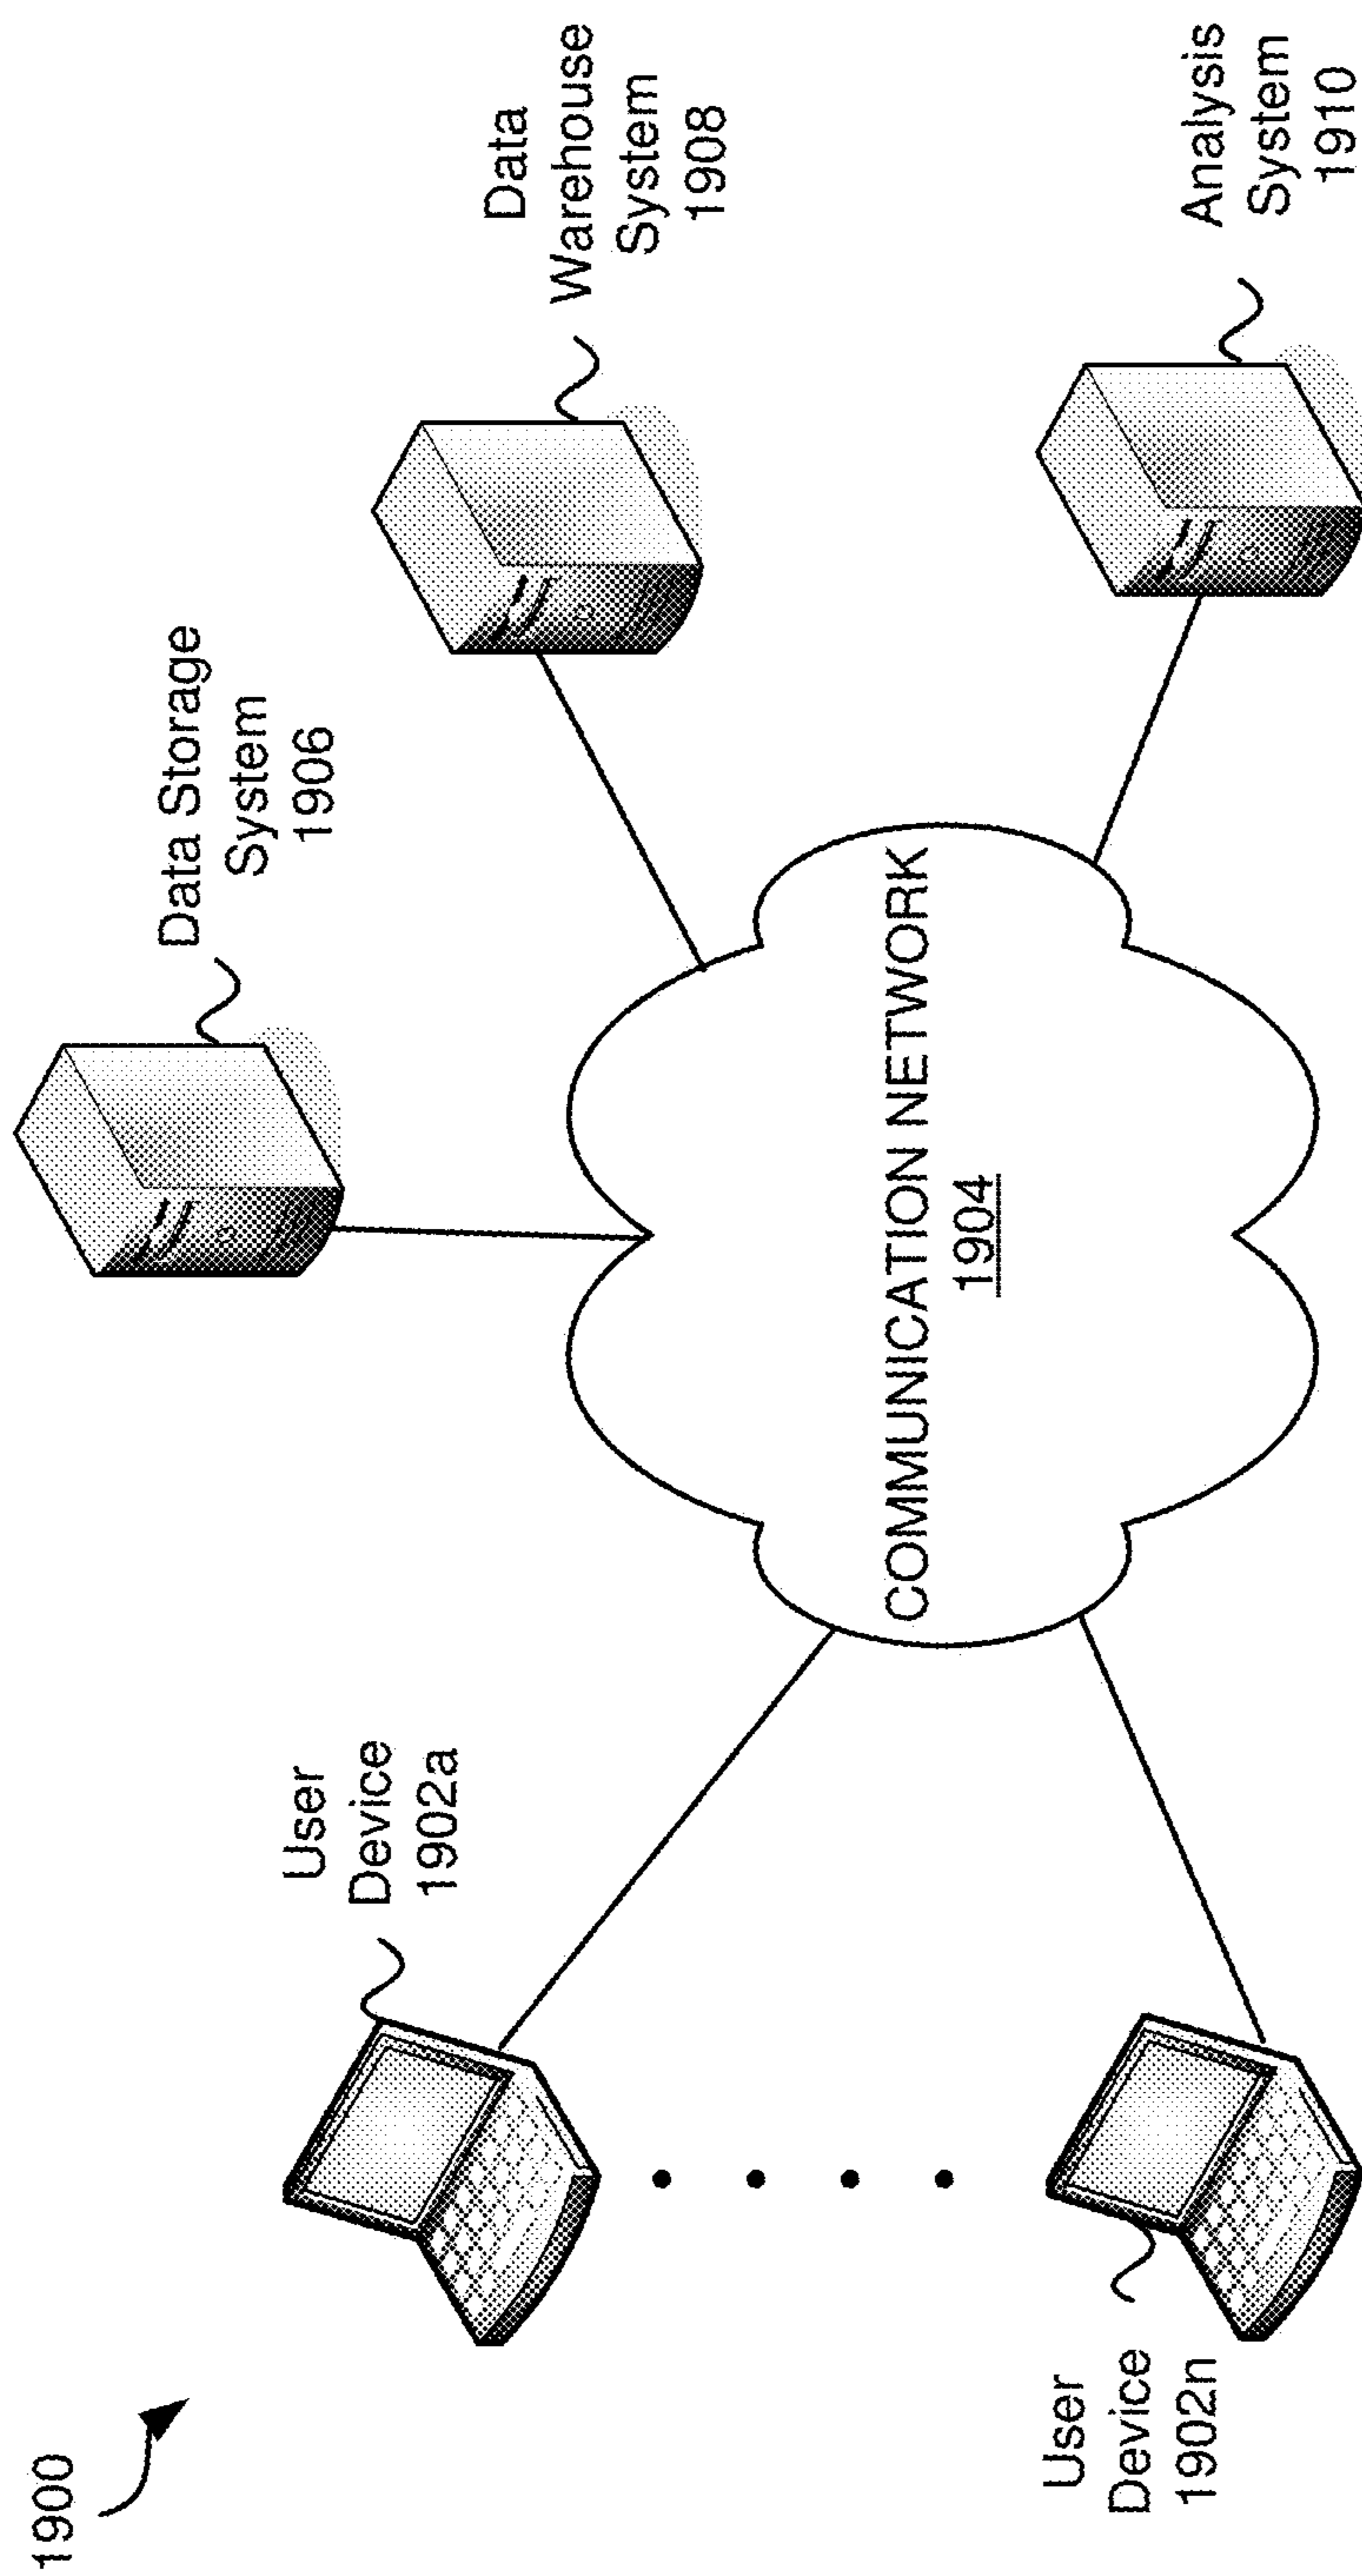 1900
User
Device
1902a
User
Device
1902n
COMMUNICATION NETWORK
1904
Data Storage
System
1906
Data
Warehouse
System
1908
Analysis
System
1910